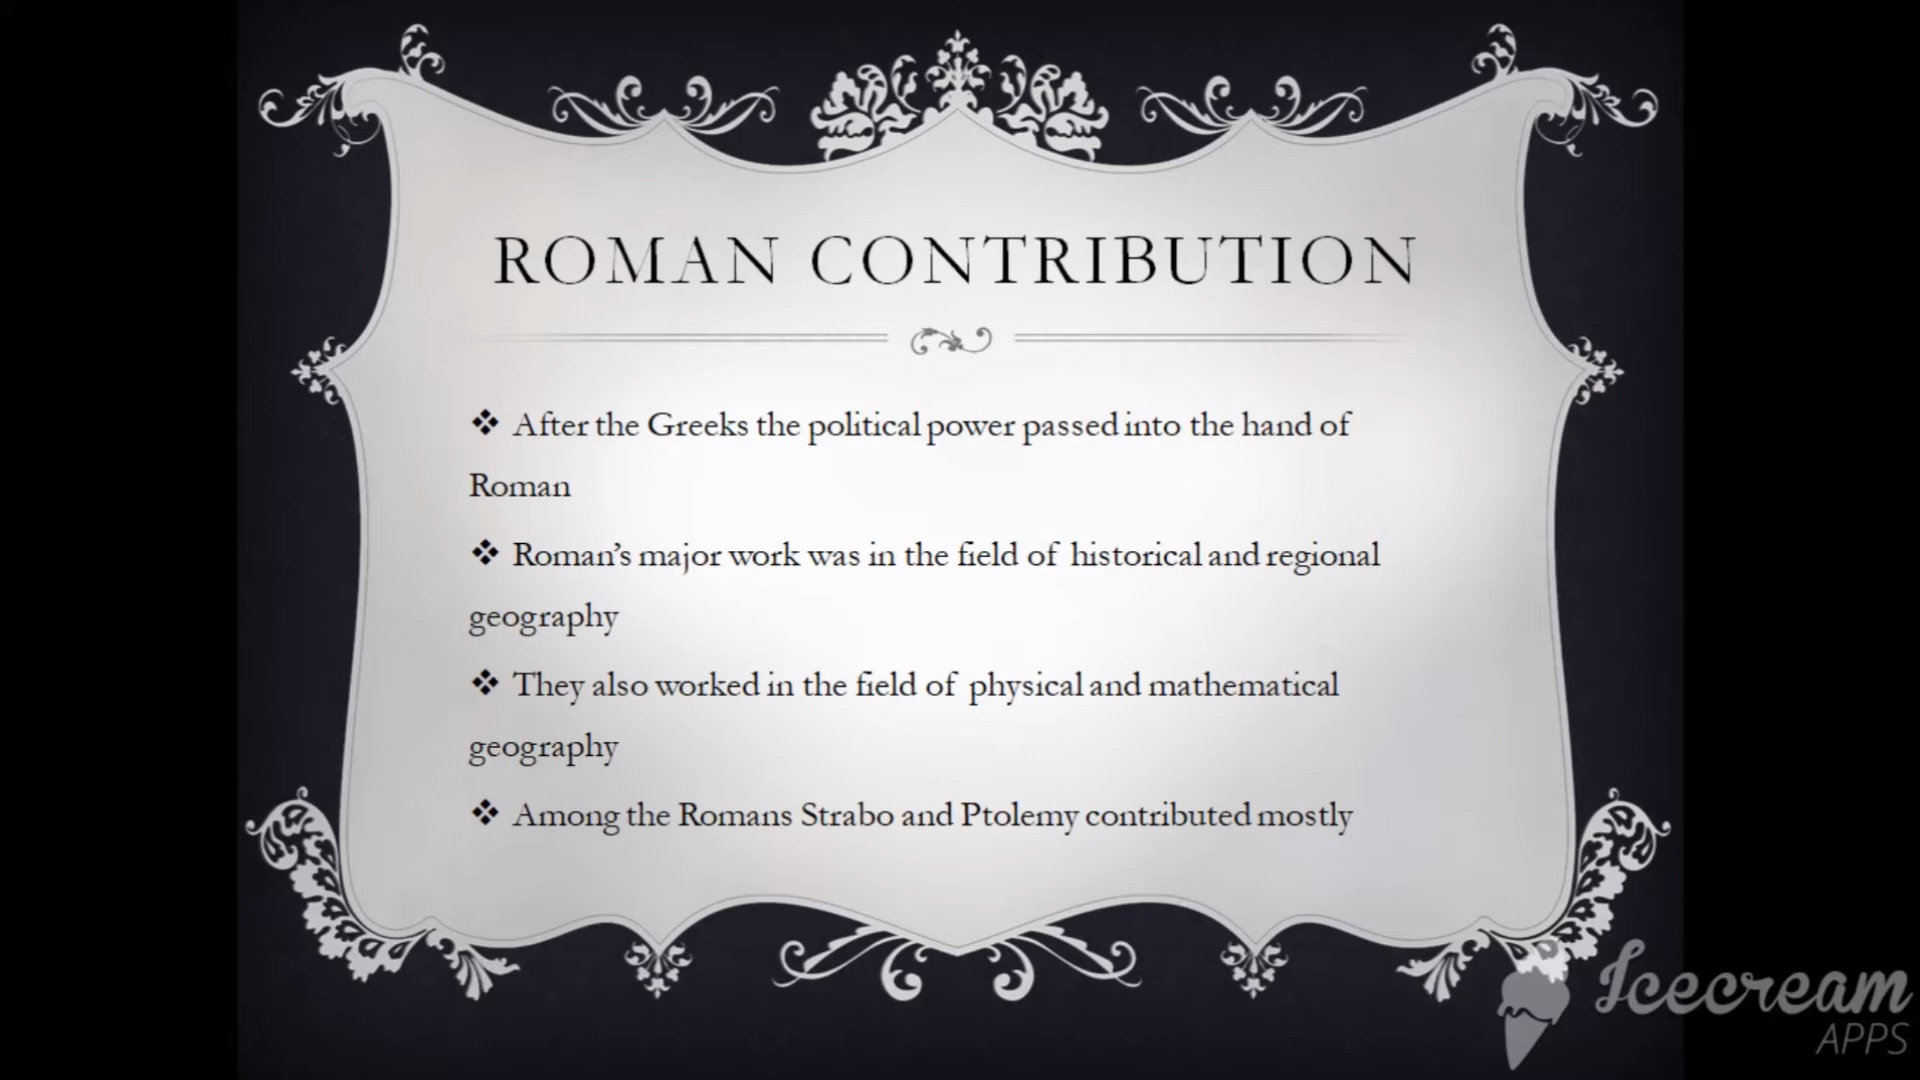 ROMAN CONTRIBUTION
❖ After the Greeks the political power passed into the hand of
Roman
❖ Roman’s major work was in the field of historical and regional
geography
❖ They also worked in the field of physical and mathematical
geography
❖ Among the Romans Strabo and Ptolemy contributed mostly
Icecream
APPS